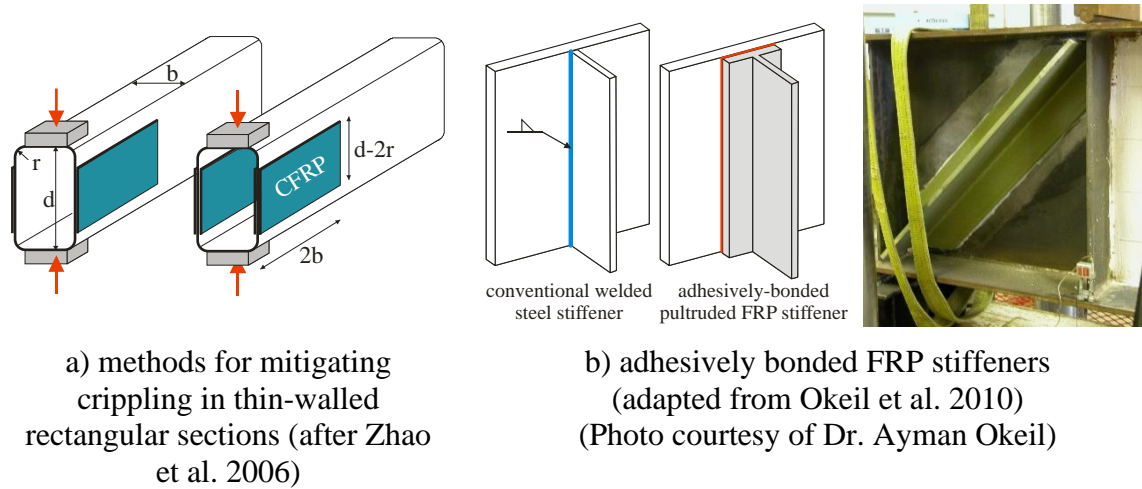 b
r
d
CFRP
d-2r
2b
conventional welded
steel stiffener
adhesively-bonded
pultruded FRP stiffener
a) methods for mitigating
crippling in thin-walled
rectangular sections (after Zhao
et al. 2006)
b) adhesively bonded FRP stiffeners
(adapted from Okeil et al. 2010)
(Photo courtesy of Dr. Ayman Okeil)